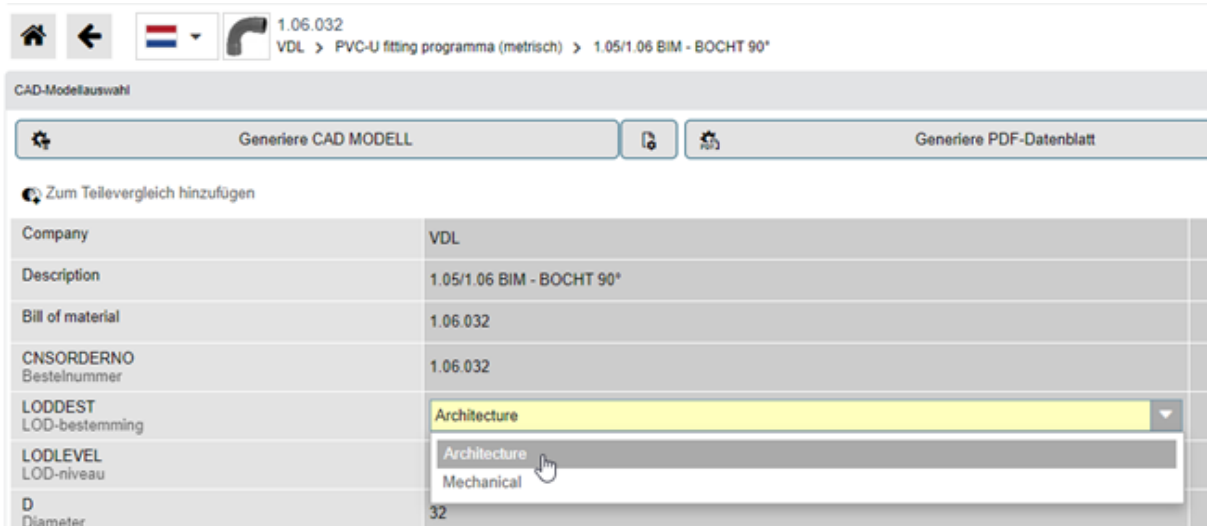 1.06.032
VDL > PVC-U fitting programma (metrisch) > 1.05/1.06 BIM - BOCHT 90°
CAD-Modellauswahl
Generiere CAD MODELL
Generiere PDF-Datenblatt
Zum Teilevergleich hinzufügen
Company VDL
Description 1.05/1.06 BIM - BOCHT 90°
Bill of material 1.06.032
CNSORDERNO 1.06.032
Bestelnummer
LODDEST Architecture
LOD-bestemming
Architecture
LODLEVEL
LOD-niveau
Mechanical
D 32
Diameter